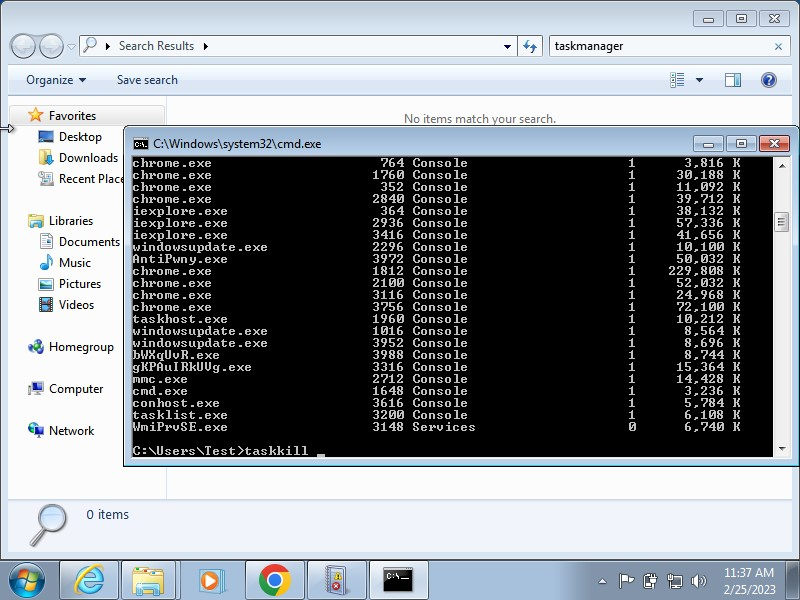 Search Results
taskmanager
Organize
Save search
Favorites
Desktop
Downloads
Recent Place
Libraries
Documents
Music
Pictures
Videos
Homegroup
Computer
Network
No items match your search.
C:\Windows\system32\cmd.exe
chrome.exe 764 Console 1 3,816 K
chrome.exe 1760 Console 1 30,188 K
chrome.exe 352 Console 1 11,092 K
chrome.exe 2840 Console 1 39,712 K
iexplore.exe 364 Console 1 38,132 K
iexplore.exe 2936 Console 1 57,336 K
iexplore.exe 3416 Console 1 41,656 K
windowsupdate.exe 2296 Console 1 10,100 K
AntiPwny.exe 3972 Console 1 50,032 K
chrome.exe 1812 Console 1 229,808 K
chrome.exe 2100 Console 1 52,032 K
chrome.exe 3116 Console 1 24,968 K
chrome.exe 3756 Console 1 72,100 K
taskhost.exe 1960 Console 1 10,212 K
windowsupdate.exe 1016 Console 1 8,564 K
windowsupdate.exe 3952 Console 1 8,696 K
bWXqUvR.exe 3988 Console 1 8,744 K
gKPAuIRkUVg.exe 3316 Console 1 15,364 K
mmc.exe 2712 Console 1 14,428 K
cmd.exe 1648 Console 1 3,236 K
conhost.exe 3616 Console 1 5,784 K
tasklist.exe 3200 Console 1 6,108 K
WmiPrvSE.exe 3148 Services 0 6,740 K
C:\Users\Test>taskkill _
0 items
11:37 AM
2/25/2023